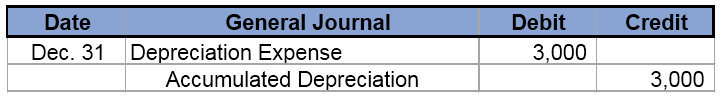 Date General Journal Debit Credit
Dec. 31 Depreciation Expense 3,000
Accumulated Depreciation 3,000